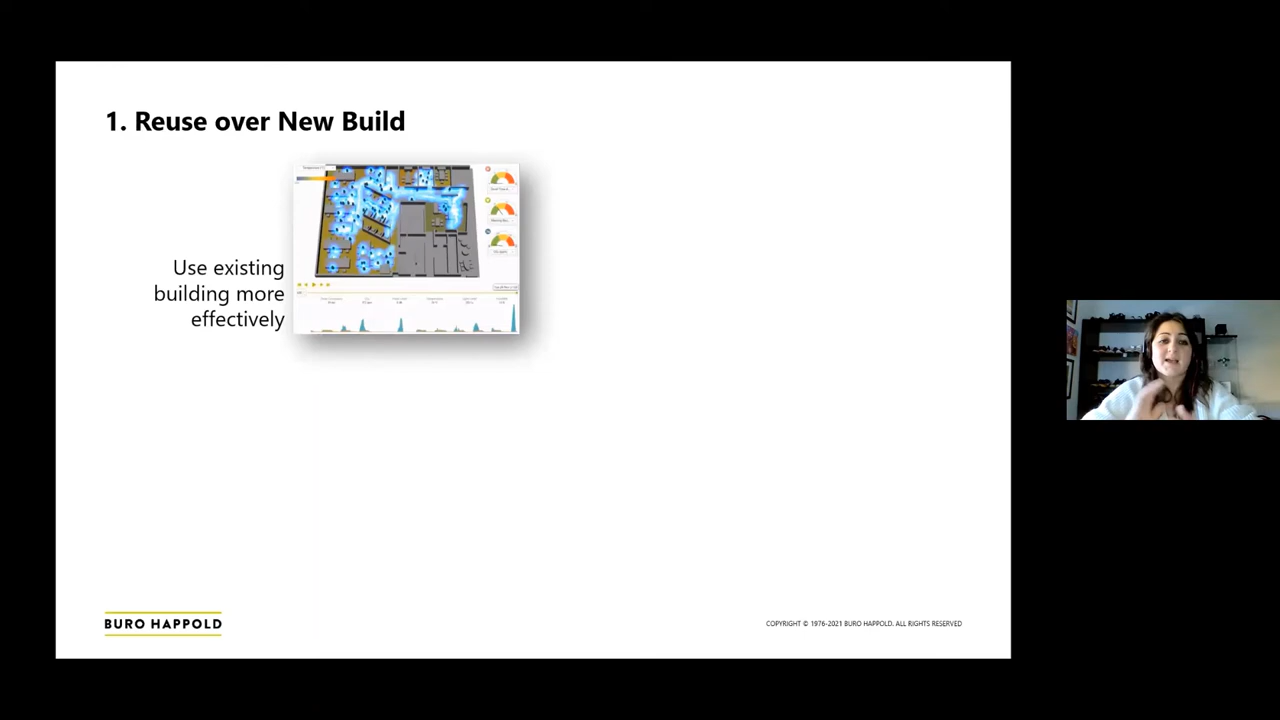 1. Reuse over New Build
Use existing
building more
effectively
BURO HAPPOLD
COPYRIGHT © 1976-2021 BURO HAPPOLD. ALL RIGHTS RESERVED